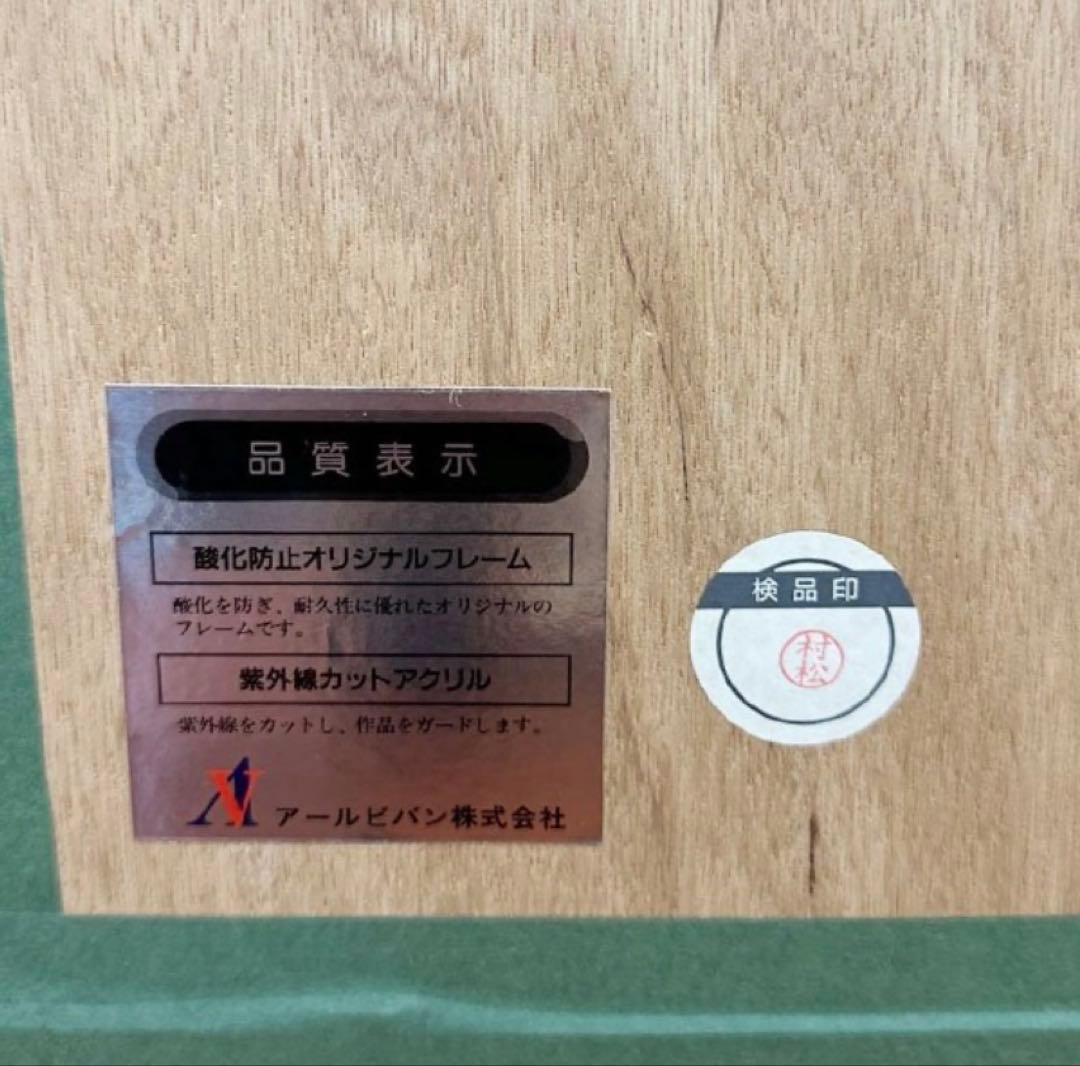 品質表示
酸化防止オリジナルフレーム
酸化を防ぎ、耐久性に優れたオリジナルの
フレームです。
紫外線カットアクリル
紫外線をカットし、作品をガードします。
アールビバン株式会社
検品印
村松